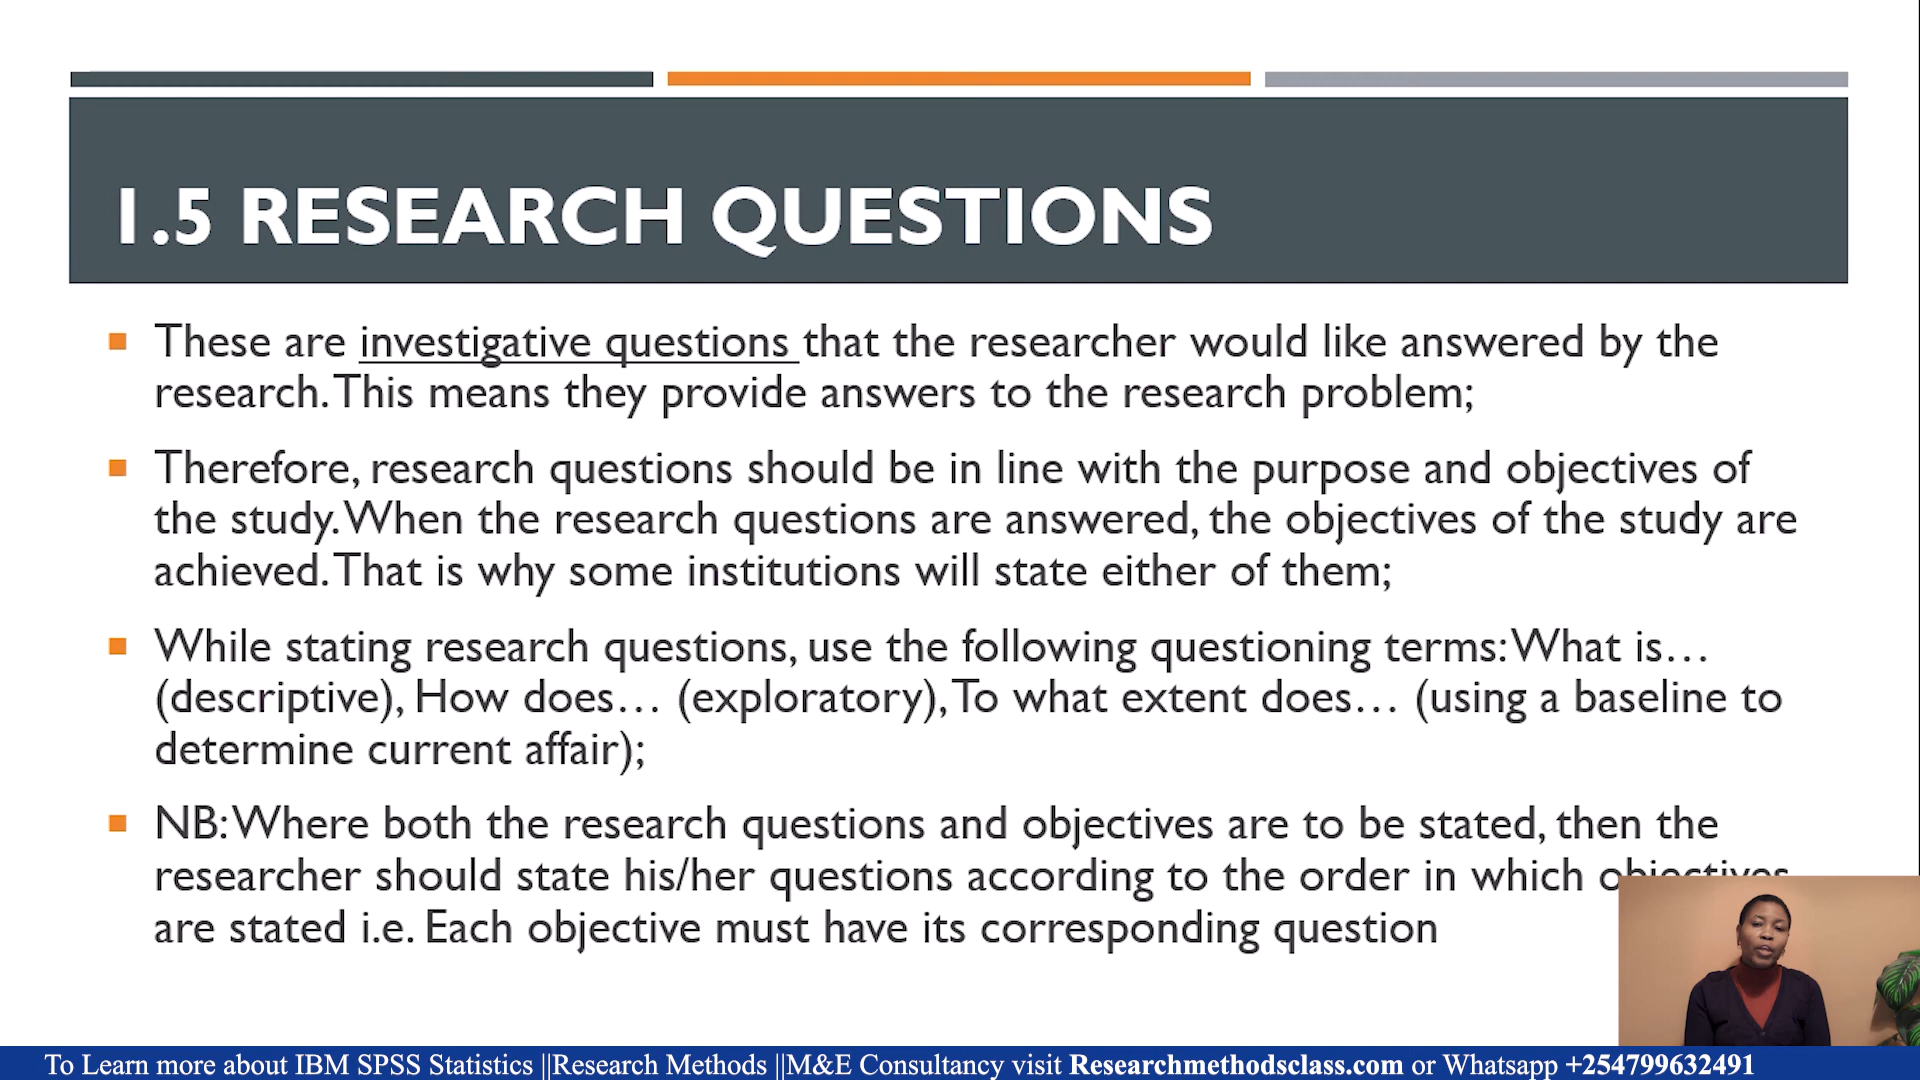 1.5 RESEARCH QUESTIONS
These are investigative questions that the researcher would like answered by the
research. This means they provide answers to the research problem;
Therefore, research questions should be in line with the purpose and objectives of
the study. When the research questions are answered, the objectives of the study are
achieved. That is why some institutions will state either of them;
While stating research questions, use the following questioning terms: What is…
(descriptive), How does… (exploratory), To what extent does… (using a baseline to
determine current affair);
NB: Where both the research questions and objectives are to be stated, then the
researcher should state his/her questions according to the order in which objectives
are stated i.e. Each objective must have its corresponding question
To Learn more about IBM SPSS Statistics ||Research Methods ||M&E Consultancy visit Researchmethodsclass.com or Whatsapp +254799632491